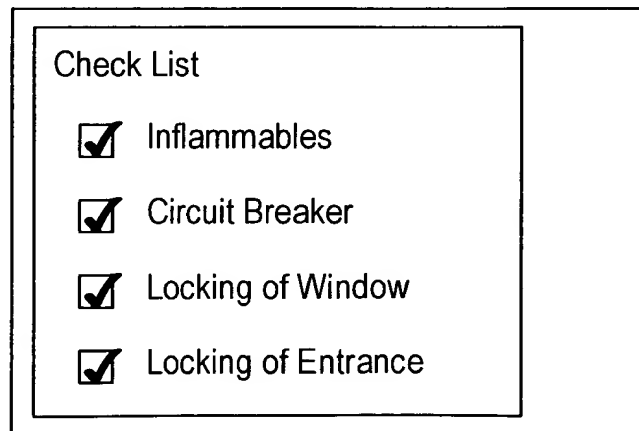 Check List
Inflammables
Circuit Breaker
Locking of Window
Locking of Entrance